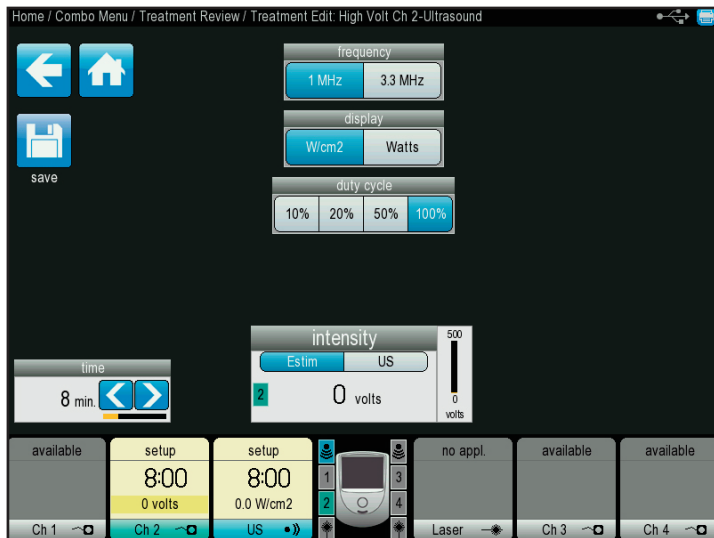 Home / Combo Menu / Treatment Review / Treatment Edit: High Volt Ch 2-Ultrasound
frequency
1 MHz 3.3 MHz
display
W/cm2 Watts
save
duty cycle
10% 20% 50% 100%
intensity
500
Estim US
time
2 0 volts
8 min.
0
volts
available setup setup no appl. available available
8:00 8:00 1 3
0 volts 0.0 W/cm2 2 4
Ch 1 Ch 2 US Laser Ch 3 Ch 4